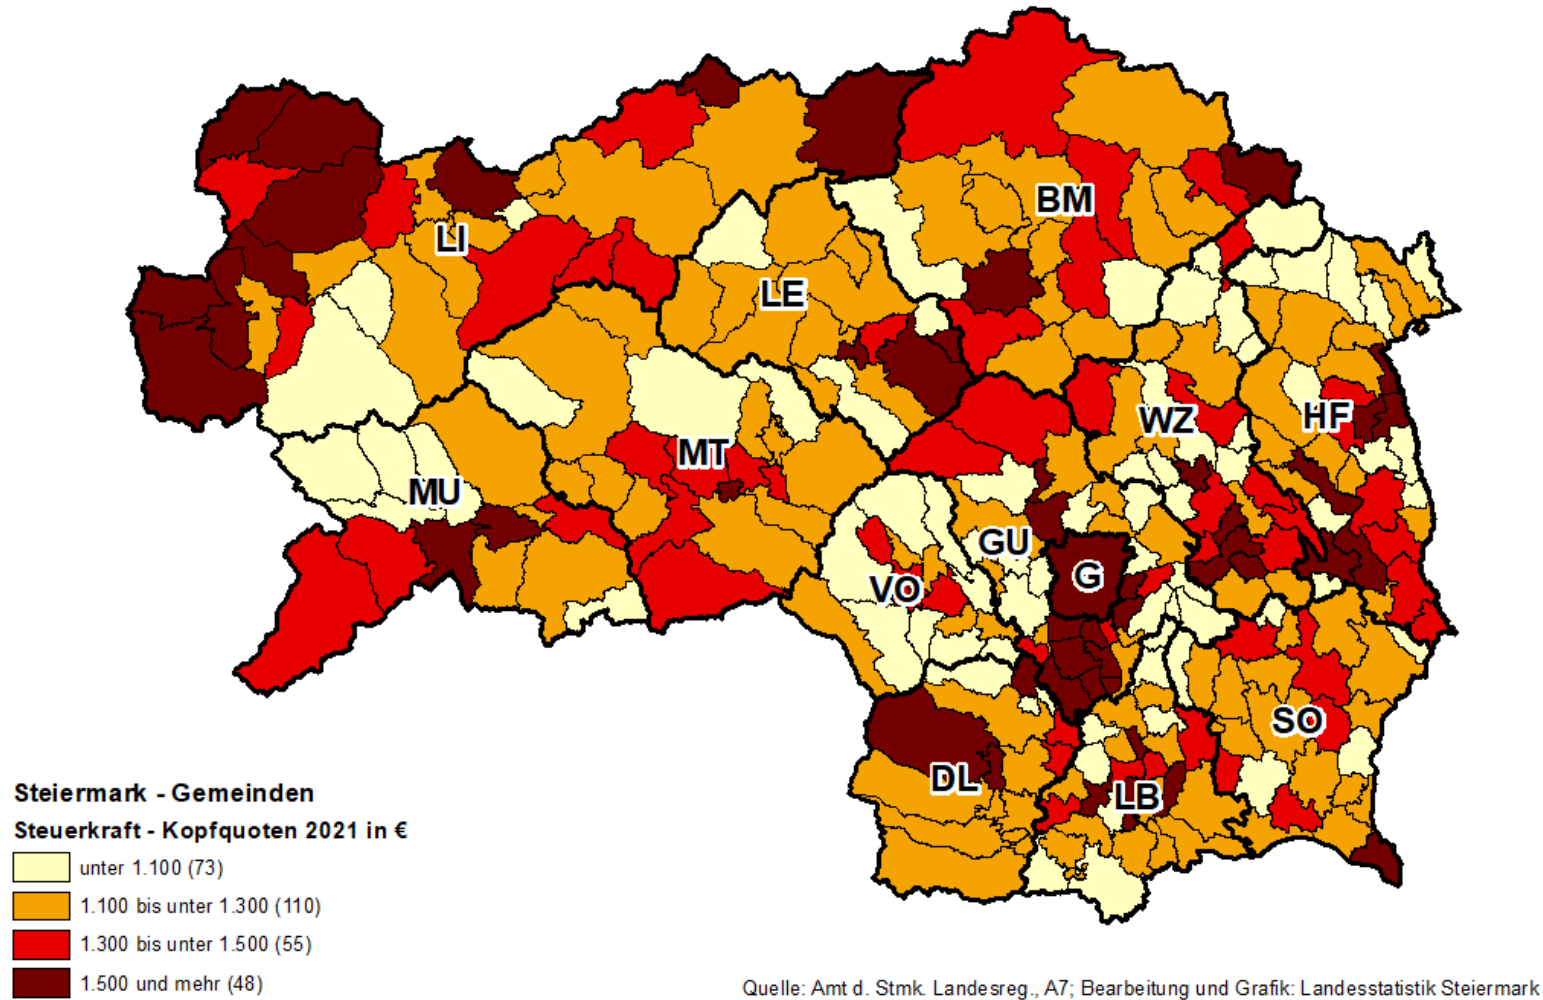 BM
LI
LE
WZ
HF
MT
MU
GU
G
VO
SO
DL
LB
Steiermark - Gemeinden
Steuerkraft - Kopfquoten 2021 in €
unter 1.100 (73)
1.100 bis unter 1.300 (110)
1.300 bis unter 1.500 (55)
1.500 und mehr (48)
Quelle: Amt d. Stmk. Landesreg., A7; Bearbeitung und Grafik: Landesstatistik Steiermark